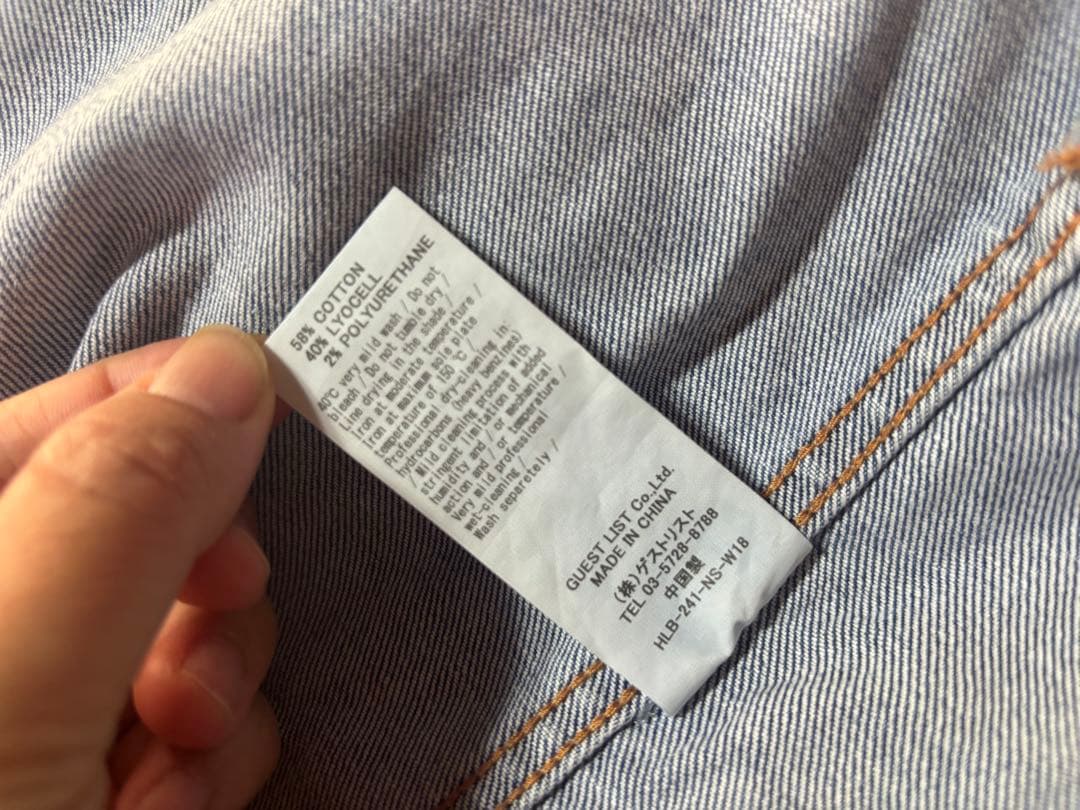 58% COTTON
40% LYOCELL
2% POLYURETHANE
40℃ very mild wash / Do not
bleach / Do not tumble dry /
Line drying in the shade /
Iron at moderate temperature /
Iron at maximum sole plate
temperature of 150 ℃ /
Professional dry-cleaning in
hydrocarbons (heavy benzines)
/ Mild cleaning process with
stringent limitation of added
humidity and / or mechanical
action and / or temperature /
Very mild professional
wet-cleaning /
Wash separately /
GUEST LIST Co.,Ltd.
MADE IN CHINA
(株)ゲストリスト
TEL 03-5728-8788
中国製
HLB-241-NS-W18